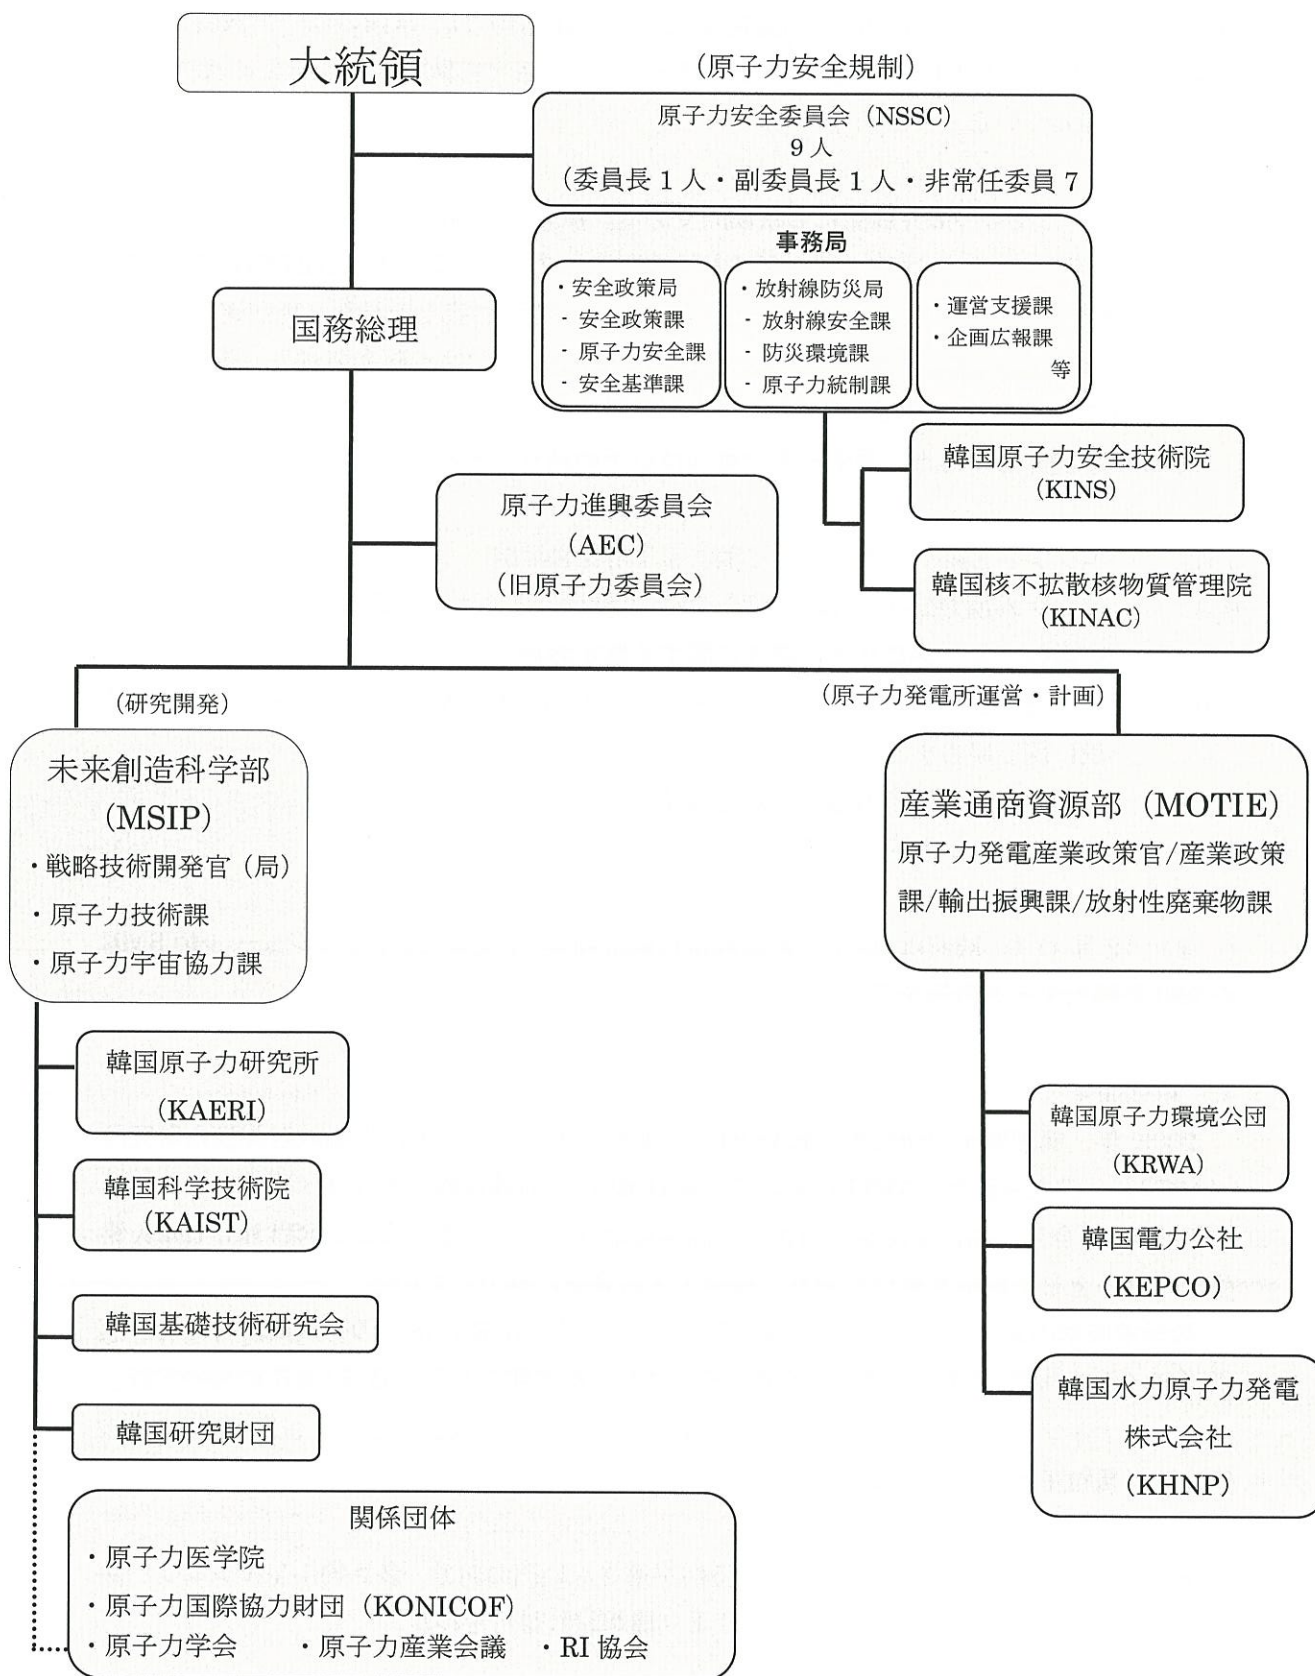 大統領
(原子力安全規制)
原子力安全委員会 (NSSC)
9人
(委員長1人・副委員長1人・非常任委員7
事務局
・安全政策局
- 安全政策課
- 原子力安全課
- 安全基準課
・放射線防災局
- 放射線安全課
- 防災環境課
- 原子力統制課
・運営支援課
・企画広報課
等
国務総理
韓国原子力安全技術院
(KINS)
韓国核不拡散核物質管理院
(KINAC)
原子力進興委員会
(AEC)
(旧原子力委員会)
(研究開発)
(原子力発電所運営・計画)
未来創造科学部
(MSIP)
・戦略技術開発官（局）
・原子力技術課
・原子力宇宙協力課
産業通商資源部 (MOTIE)
原子力発電産業政策官/産業政策
課/輸出振興課/放射性廃棄物課
韓国原子力研究所
(KAERI)
韓国科学技術院
(KAIST)
韓国基礎技術研究会
韓国研究財団
韓国原子力環境公団
(KRWA)
韓国電力公社
(KEPCO)
韓国水力原子力発電
株式会社
(KHNP)
関係団体
・原子力医学院
・原子力国際協力財団 (KONICOF)
・原子力学会 ・原子力産業会議 ・RI協会